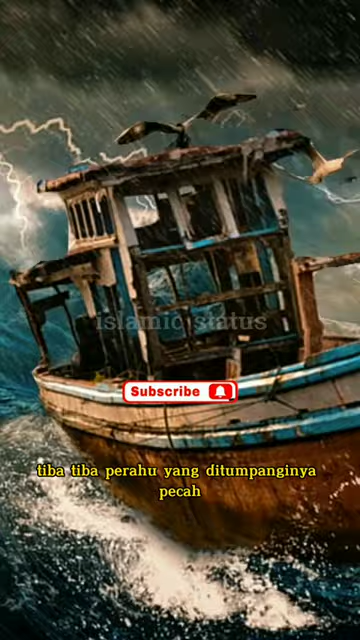 islamic status
Subscribe
tiba tiba perahu yang ditumpanginya
pecah